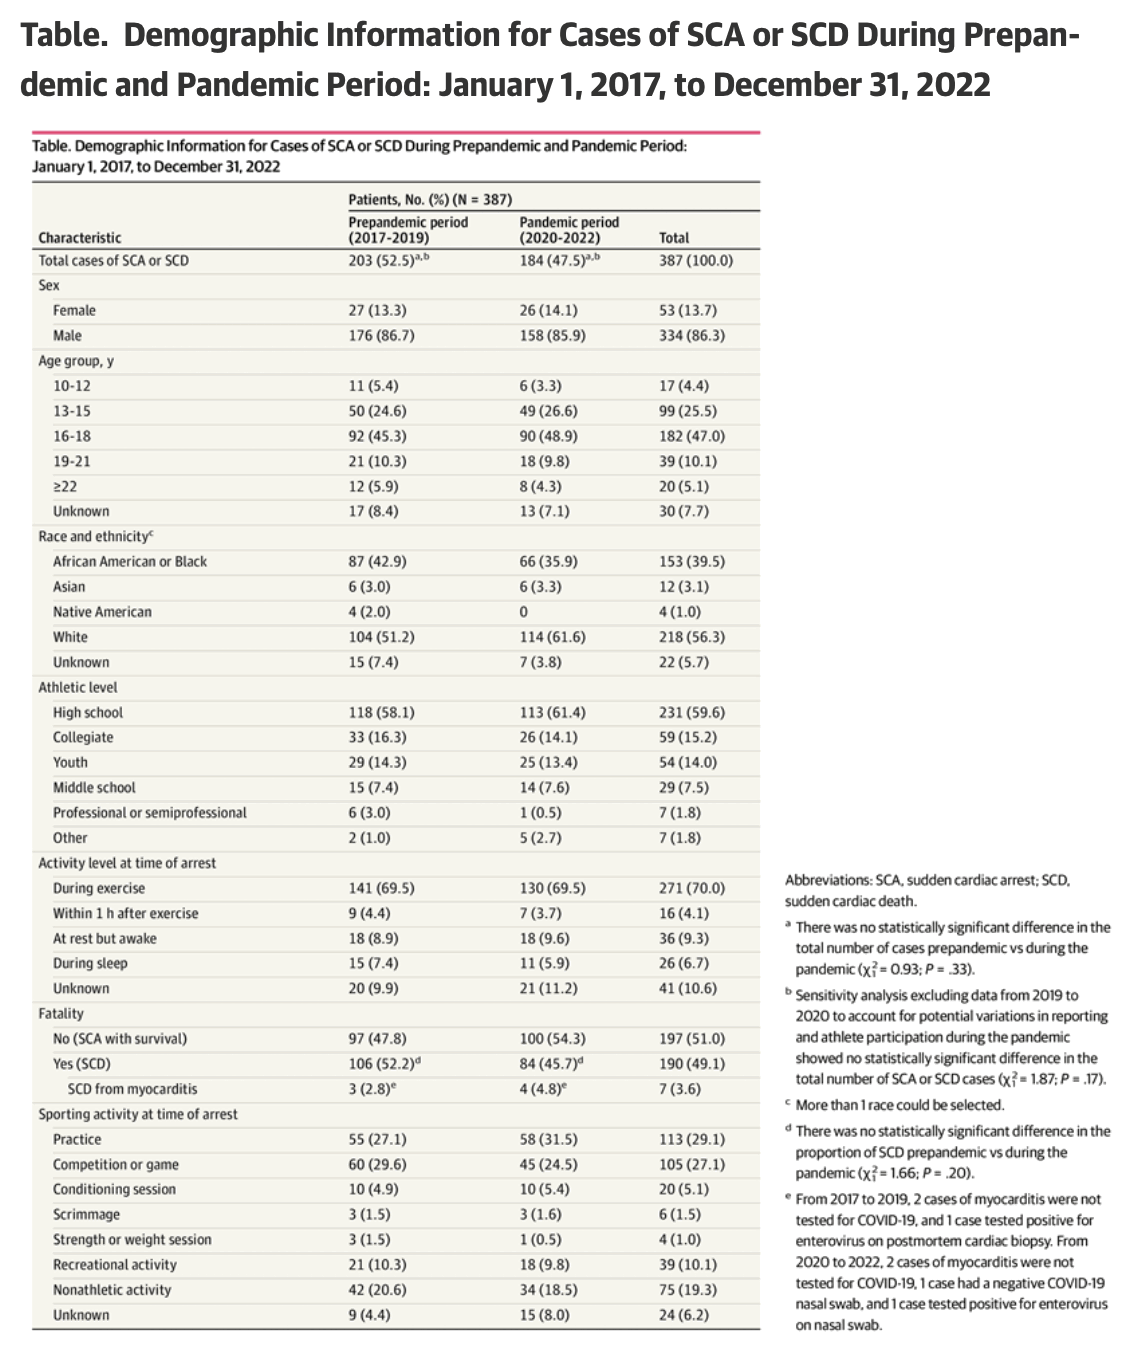 Table. Demographic Information for Cases of SCA or SCD During Prepan-
demic and Pandemic Period: January 1, 2017, to December 31, 2022
Table. Demographic Information for Cases of SCA or SCD During Prepandemic and Pandemic Period:
January 1, 2017, to December 31, 2022
Patients, No. (%) (N = 387)
Characteristic Prepandemic period (2017-2019) Pandemic period (2020-2022) Total
Total cases of SCA or SCD 203 (52.5)a,b 184 (47.5)a,b 387 (100.0)
Sex
Female 27 (13.3) 26 (14.1) 53 (13.7)
Male 176 (86.7) 158 (85.9) 334 (86.3)
Age group, y
10-12 11 (5.4) 6 (3.3) 17 (4.4)
13-15 50 (24.6) 49 (26.6) 99 (25.5)
16-18 92 (45.3) 90 (48.9) 182 (47.0)
19-21 21 (10.3) 18 (9.8) 39 (10.1)
≥22 12 (5.9) 8 (4.3) 20 (5.1)
Unknown 17 (8.4) 13 (7.1) 30 (7.7)
Race and ethnicityc
African American or Black 87 (42.9) 66 (35.9) 153 (39.5)
Asian 6 (3.0) 6 (3.3) 12 (3.1)
Native American 4 (2.0) 0 4 (1.0)
White 104 (51.2) 114 (61.6) 218 (56.3)
Unknown 15 (7.4) 7 (3.8) 22 (5.7)
Athletic level
High school 118 (58.1) 113 (61.4) 231 (59.6)
Collegiate 33 (16.3) 26 (14.1) 59 (15.2)
Youth 29 (14.3) 25 (13.4) 54 (14.0)
Middle school 15 (7.4) 14 (7.6) 29 (7.5)
Professional or semiprofessional 6 (3.0) 1 (0.5) 7 (1.8)
Other 2 (1.0) 5 (2.7) 7 (1.8)
Activity level at time of arrest
During exercise 141 (69.5) 130 (69.5) 271 (70.0)
Within 1 h after exercise 9 (4.4) 7 (3.7) 16 (4.1)
At rest but awake 18 (8.9) 18 (9.6) 36 (9.3)
During sleep 15 (7.4) 11 (5.9) 26 (6.7)
Unknown 20 (9.9) 21 (11.2) 41 (10.6)
Fatality
No (SCA with survival) 97 (47.8) 100 (54.3) 197 (51.0)
Yes (SCD) 106 (52.2)d 84 (45.7)d 190 (49.1)
SCD from myocarditis 3 (2.8)e 4 (4.8)e 7 (3.6)
Sporting activity at time of arrest
Practice 55 (27.1) 58 (31.5) 113 (29.1)
Competition or game 60 (29.6) 45 (24.5) 105 (27.1)
Conditioning session 10 (4.9) 10 (5.4) 20 (5.1)
Scrimmage 3 (1.5) 3 (1.6) 6 (1.5)
Strength or weight session 3 (1.5) 1 (0.5) 4 (1.0)
Recreational activity 21 (10.3) 18 (9.8) 39 (10.1)
Nonathletic activity 42 (20.6) 34 (18.5) 75 (19.3)
Unknown 9 (4.4) 15 (8.0) 24 (6.2)
Abbreviations: SCA, sudden cardiac arrest; SCD,
sudden cardiac death.
a There was no statistically significant difference in the
total number of cases prepandemic vs during the
pandemic (χ²₁ = 0.93; P = .33).
b Sensitivity analysis excluding data from 2019 to
2020 to account for potential variations in reporting
and athlete participation during the pandemic
showed no statistically significant difference in the
total number of SCA or SCD cases (χ²₁ = 1.87; P = .17).
c More than 1 race could be selected.
d There was no statistically significant difference in the
proportion of SCD prepandemic vs during the
pandemic (χ²₁ = 1.66; P = .20).
e From 2017 to 2019, 2 cases of myocarditis were not
tested for COVID-19, and 1 case tested positive for
enterovirus on postmortem cardiac biopsy. From
2020 to 2022, 2 cases of myocarditis were not
tested for COVID-19, 1 case had a negative COVID-19
nasal swab, and 1 case tested positive for enterovirus
on nasal swab.